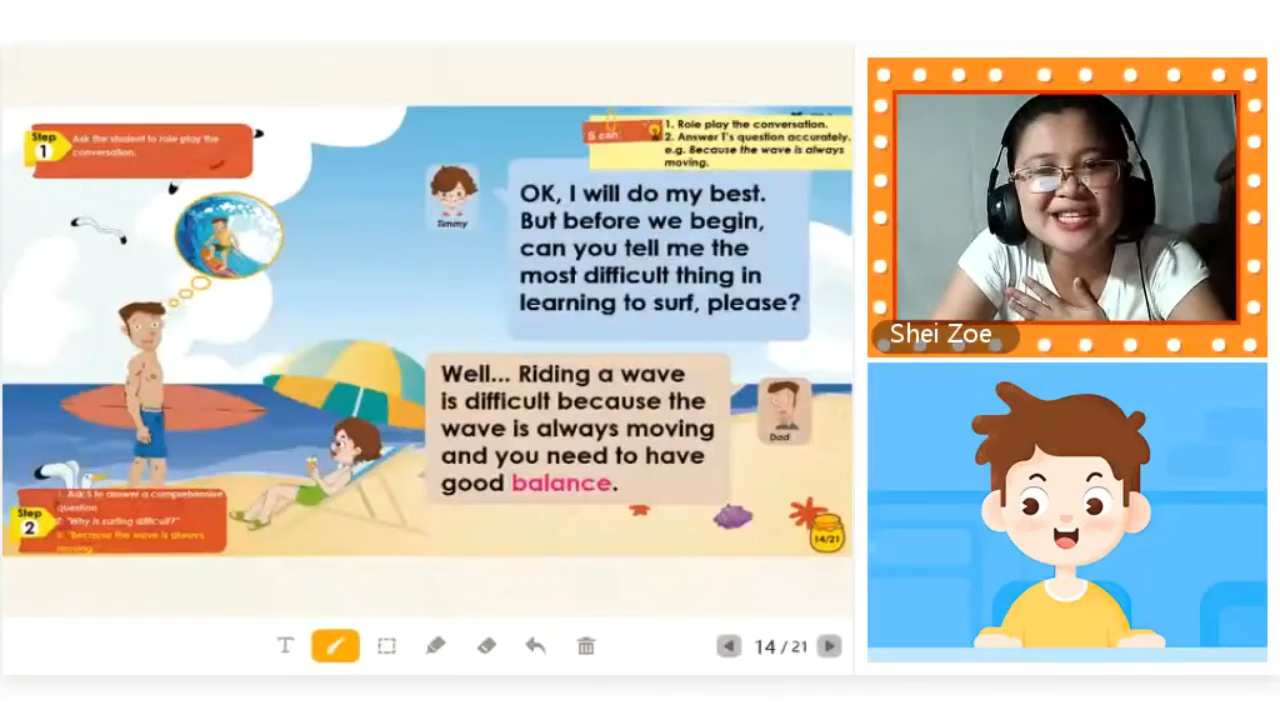 Step
1
Ask the student to role play the
conversation.
S can:
1. Role play the conversation.
2. Answer T's question accurately.
e.g. Because the wave is always
moving.
Timmy
OK, I will do my best.
But before we begin,
can you tell me the
most difficult thing in
learning to surf, please?
Well... Riding a wave
is difficult because the
wave is always moving
and you need to have
good balance.
Dad
Step
2
1. Ask S to answer a comprehensive
question
T: "Why is surfing difficult?"
S: "Because the wave is always
moving."
14/21
T
14 / 21
Shei Zoe